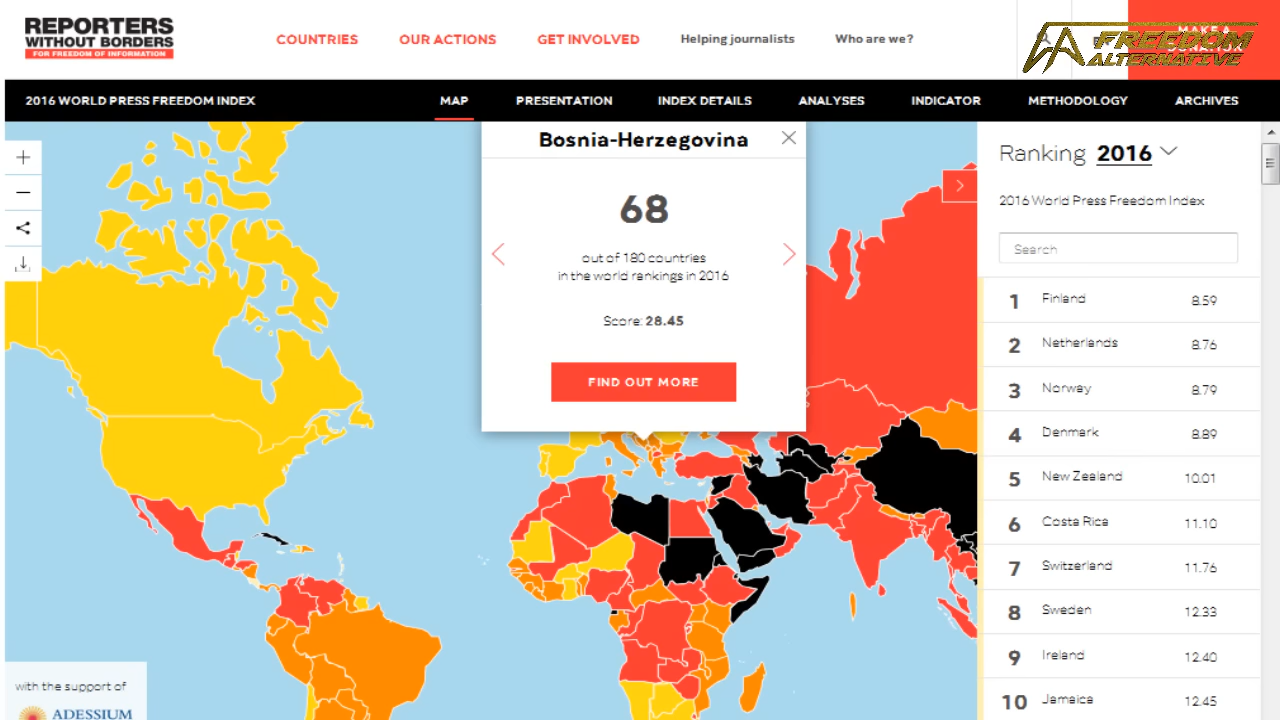 REPORTERS
WITHOUT BORDERS
FOR FREEDOM OF INFORMATION
COUNTRIES
OUR ACTIONS
GET INVOLVED
Helping journalists
Who are we?
MAKE A
FREEDOM
ALTERNATIVE
2016 WORLD PRESS FREEDOM INDEX
MAP
PRESENTATION
INDEX DETAILS
ANALYSES
INDICATOR
METHODOLOGY
ARCHIVES
Bosnia-Herzegovina
68
out of 180 countries
in the world rankings in 2016
Score: 28.45
FIND OUT MORE
Ranking 2016
2016 World Press Freedom Index
Search
1 Finland 8.59
2 Netherlands 8.76
3 Norway 8.79
4 Denmark 8.89
5 New Zealand 10.01
6 Costa Rica 11.10
7 Switzerland 11.76
8 Sweden 12.33
9 Ireland 12.40
10 Jamaica 12.45
with the support of
ADESSIUM